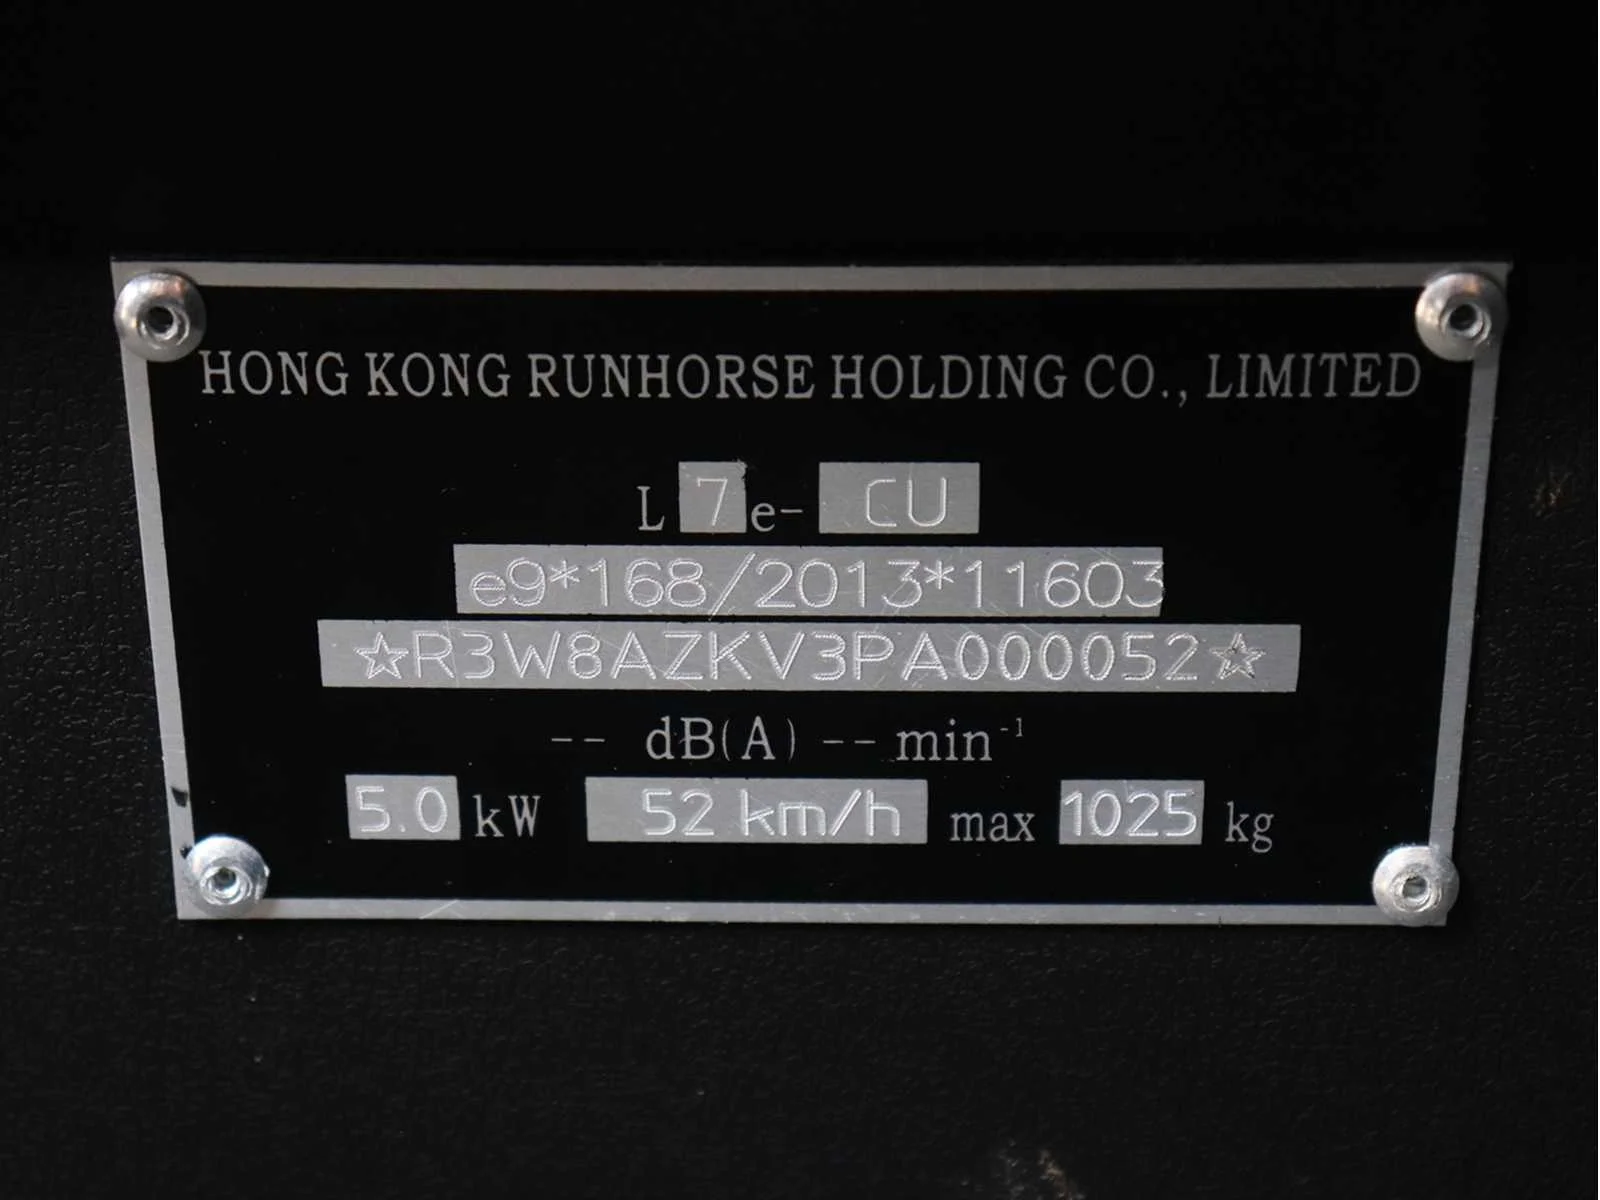 HONG KONG RUNHORSE HOLDING CO., LIMITED
L 7 e- CU
e9*168/2013*11603
☆R3W8AZKV3PA000052☆
-- dB(A) -- min⁻¹
5.0 kW 52 km/h max 1025 kg